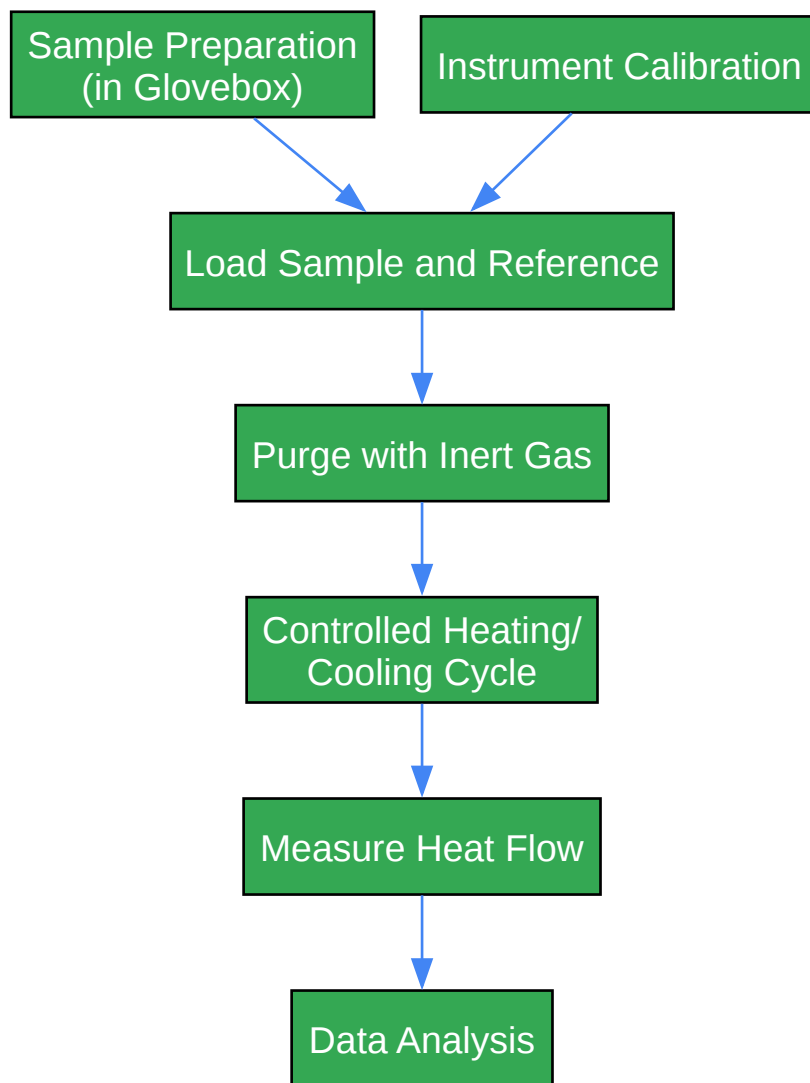 Sample Preparation
(in Glovebox)
Instrument Calibration
Load Sample and Reference
Purge with Inert Gas
Controlled Heating/
Cooling Cycle
Measure Heat Flow
Data Analysis